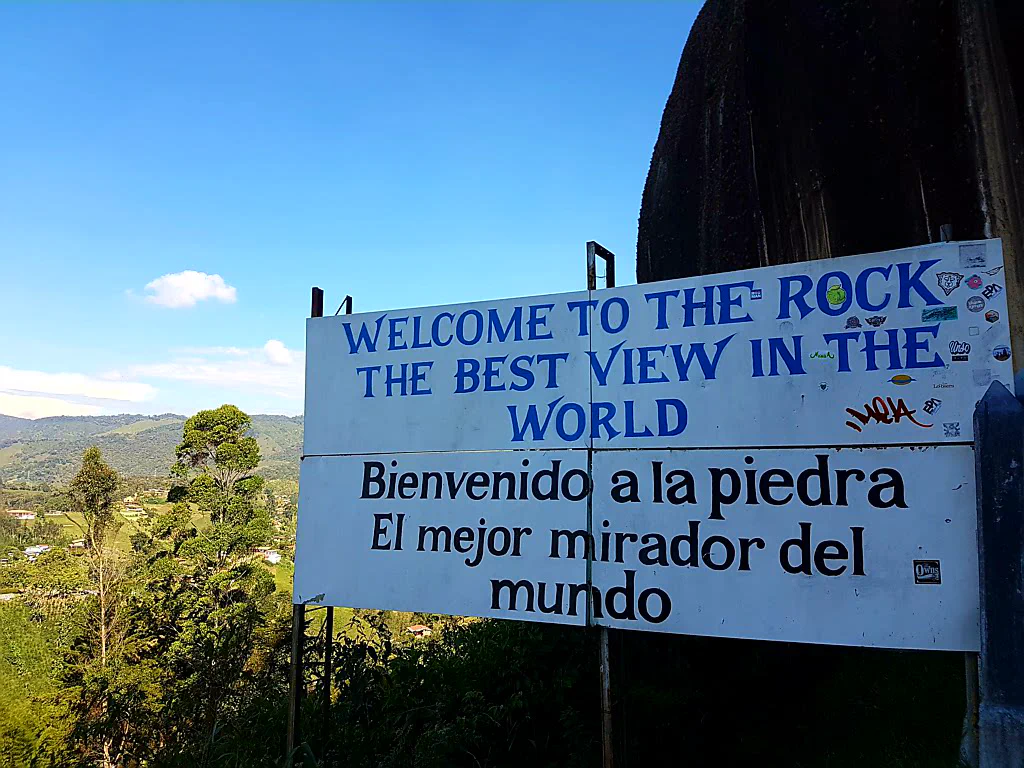 WELCOME TO THE ROCK
THE BEST VIEW IN THE
WORLD
Bienvenido a la piedra
El mejor mirador del
mundo